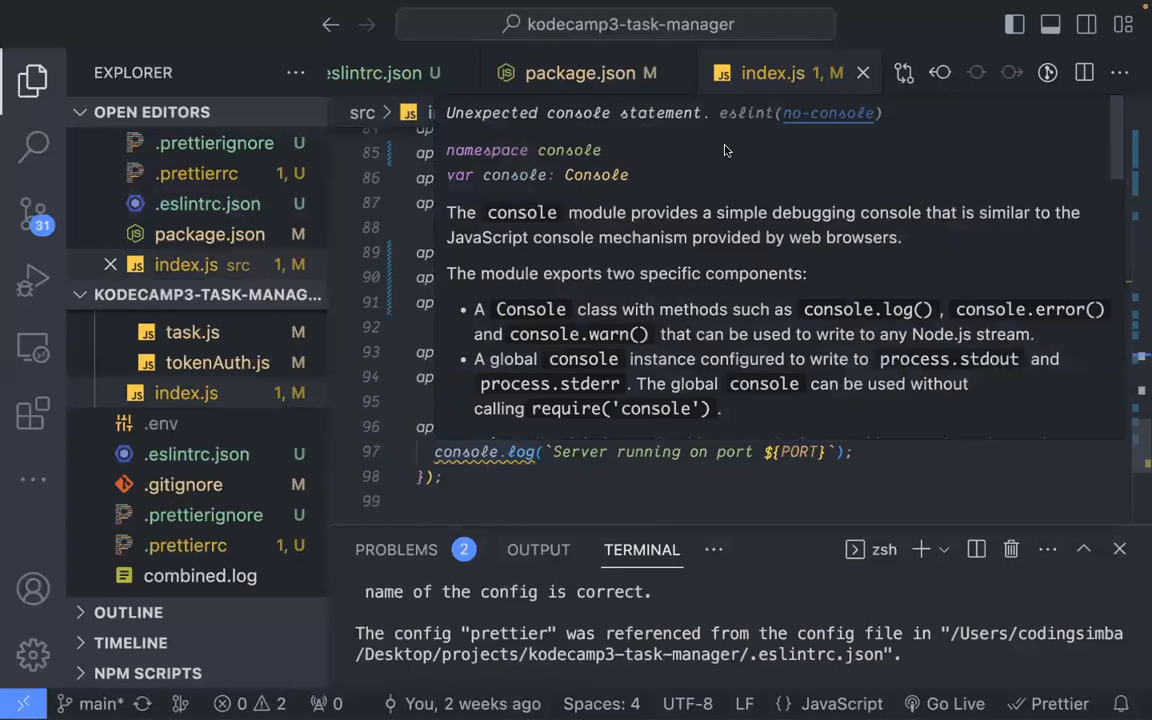 kodecamp3-task-manager
EXPLORER
eslintrc.json U
package.json M
index.js 1, M
OPEN EDITORS
.prettierignore U
.prettierrc 1, U
.eslintrc.json U
package.json M
index.js src 1, M
KODECAMP3-TASK-MANAG...
task.js M
tokenAuth.js M
index.js 1, M
.env
.eslintrc.json U
.gitignore M
.prettierignore U
.prettierrc 1, U
combined.log
OUTLINE
TIMELINE
NPM SCRIPTS
31
src > JS i
Unexpected console statement. eslint(no-console)
85 ap
namespace console
86 ap
var console: Console
87 ap
The console module provides a simple debugging console that is similar to the
88
JavaScript console mechanism provided by web browsers.
89 ap
The module exports two specific components:
90 ap
91 ap
• A Console class with methods such as console.log() , console.error()
92
and console.warn() that can be used to write to any Node.js stream.
93 ap
• A global console instance configured to write to process.stdout and
94 ap
process.stderr . The global console can be used without
95
calling require('console') .
ap
97 console.log(`Server running on port ${PORT}`);
98 });
99
PROBLEMS 2 OUTPUT TERMINAL ··· zsh
name of the config is correct.
The config "prettier" was referenced from the config file in "/Users/codingsimba
/Desktop/projects/kodecamp3-task-manager/.eslintrc.json".
main* 0 2 0 You, 2 weeks ago Spaces: 4 UTF-8 LF {} JavaScript Go Live Prettier